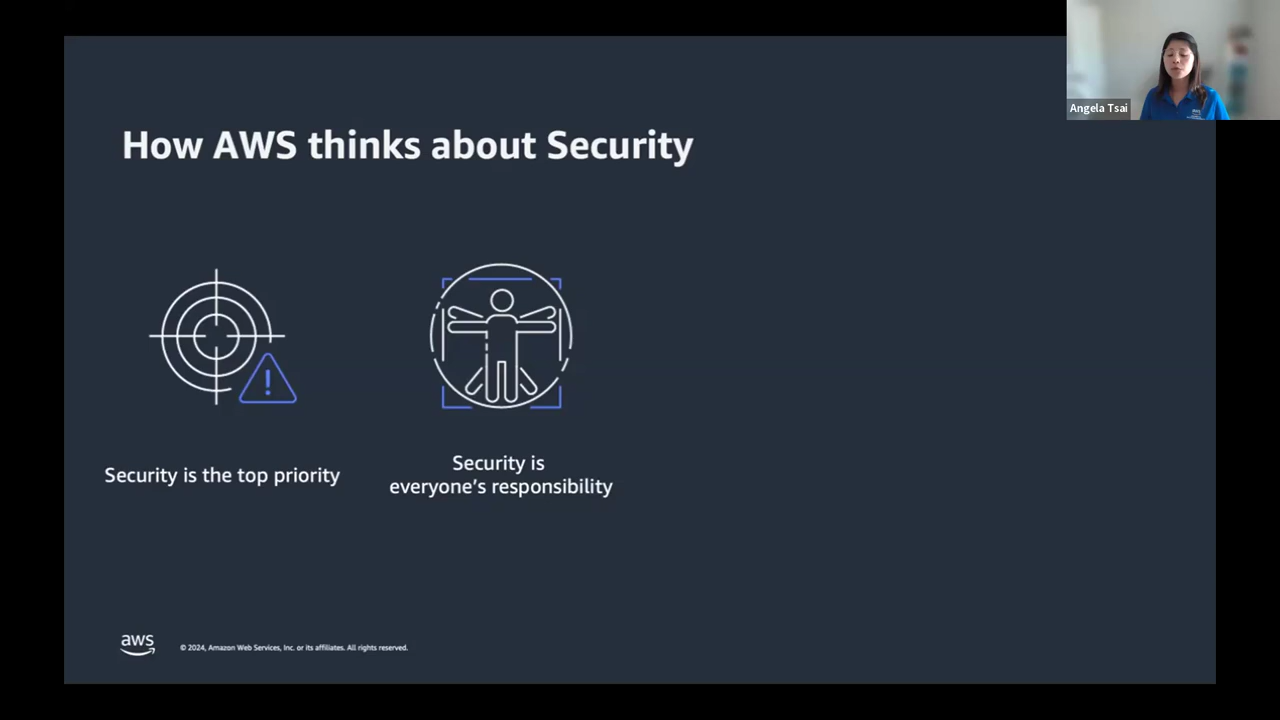 Angela Tsai
How AWS thinks about Security
Security is the top priority
Security is
everyone's responsibility
aws
© 2024, Amazon Web Services, Inc. or its affiliates. All rights reserved.